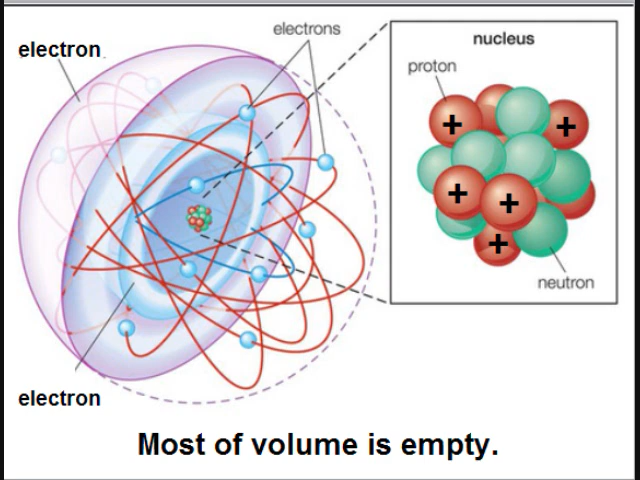 electrons
electron
nucleus
proton
+
+
+
+
+
neutron
electron
Most of volume is empty.